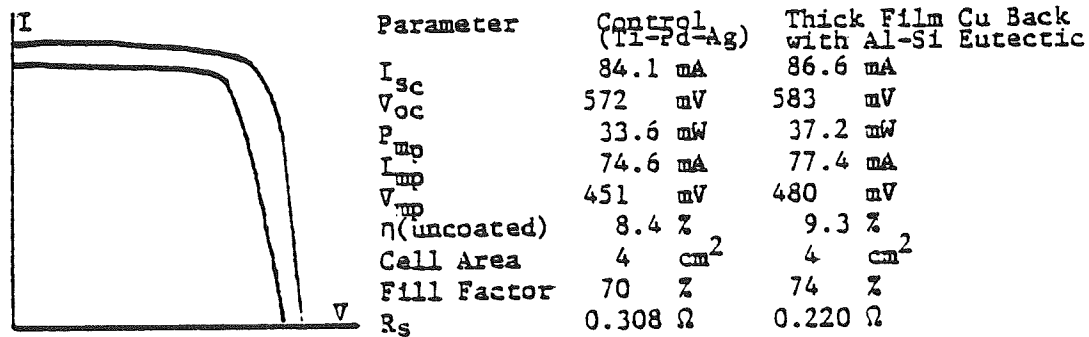 I
V
Parameter Control (Ti-Pd-Ag) Thick Film Cu Back with Al-Si Eutectic
Isc 84.1 mA 86.6 mA
Voc 572 mV 583 mV
Pmp 33.6 mW 37.2 mW
Imp 74.6 mA 77.4 mA
Vmp 451 mV 480 mV
η(uncoated) 8.4 % 9.3 %
Cell Area 4 cm² 4 cm²
Fill Factor 70 % 74 %
Rs 0.308 Ω 0.220 Ω